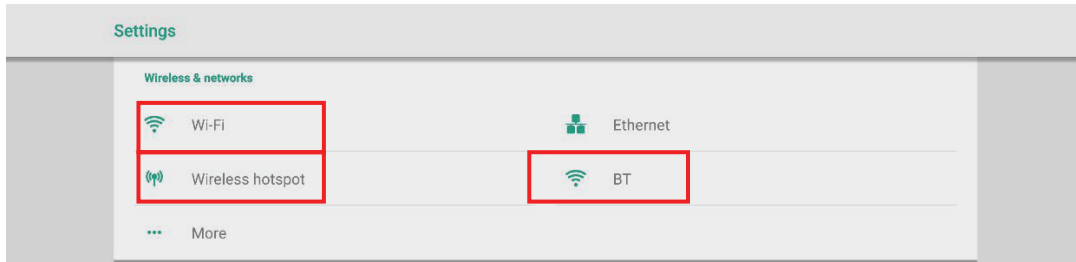 Settings
Wireless & networks
Wi-Fi
Ethernet
Wireless hotspot
BT
More